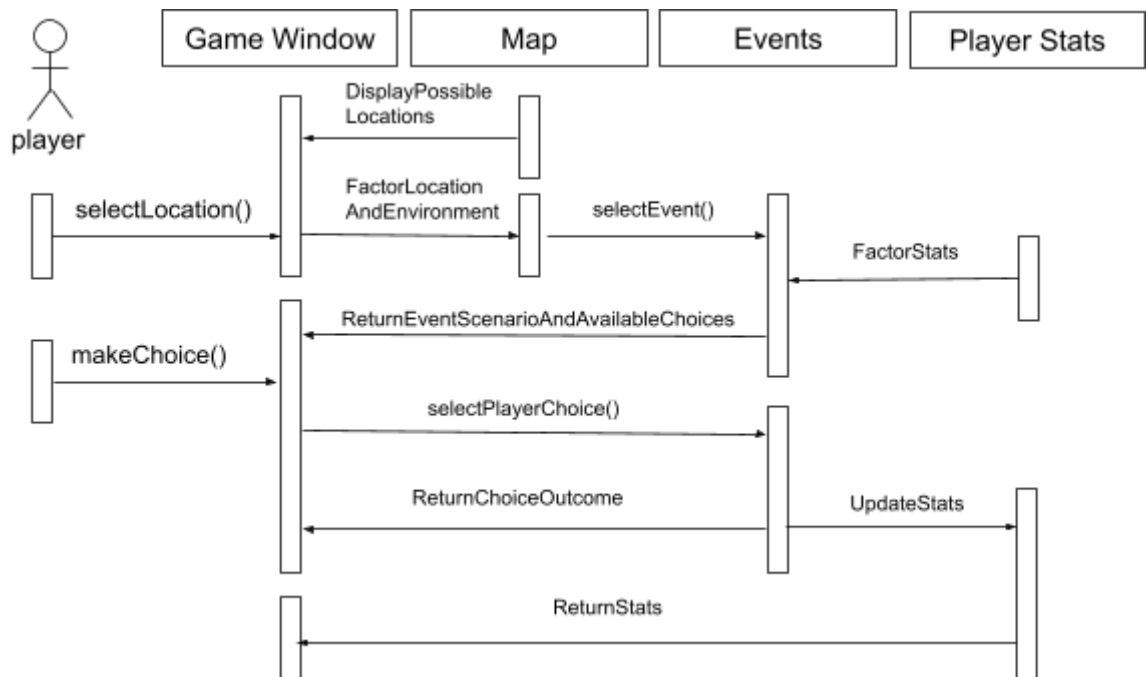 Game Window
Map
Events
Player Stats
player
DisplayPossible
Locations
selectLocation()
FactorLocation
AndEnvironment
selectEvent()
FactorStats
ReturnEventScenarioAndAvailableChoices
makeChoice()
selectPlayerChoice()
ReturnChoiceOutcome
UpdateStats
ReturnStats